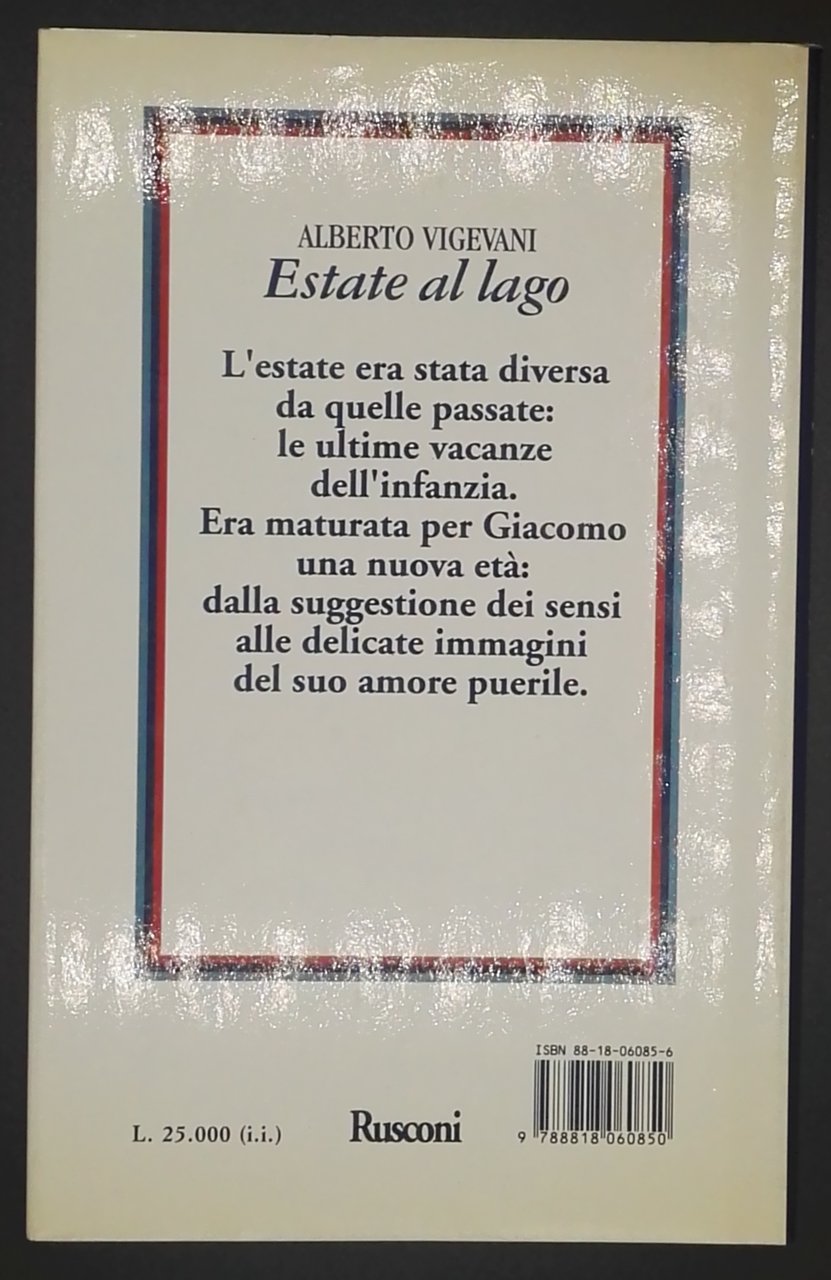 ALBERTO VIGEVANI
Estate al lago
L'estate era stata diversa
da quelle passate:
le ultime vacanze
dell'infanzia.
Era maturata per Giacomo
una nuova età:
dalla suggestione dei sensi
alle delicate immagini
del suo amore puerile.
ISBN 88-18-06085-6
L. 25.000 (i.i.)
Rusconi
9 788818 060850